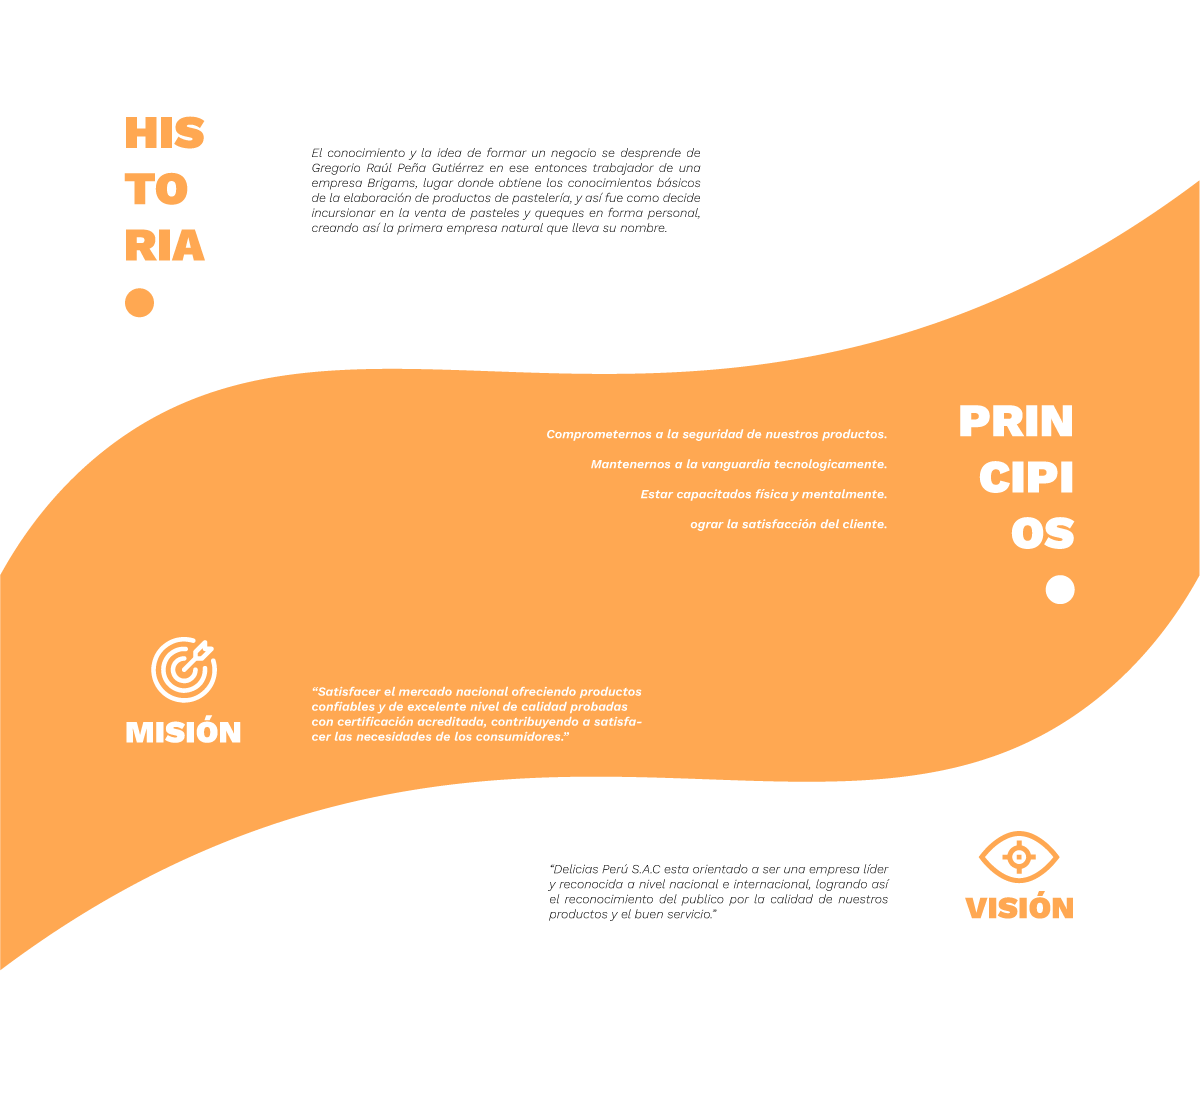 HIS
TO
RIA
El conocimiento y la idea de formar un negocio se desprende de
Gregorio Raúl Peña Gutiérrez en ese entonces trabajador de una
empresa Brigams, lugar donde obtiene los conocimientos básicos
de la elaboración de productos de pastelería, y así fue como decide
incursionar en la venta de pasteles y queques en forma personal,
creando así la primera empresa natural que lleva su nombre.
PRIN
CIPI
OS
Comprometernos a la seguridad de nuestros productos.
Mantenernos a la vanguardia tecnologicamente.
Estar capacitados física y mentalmente.
ograr la satisfacción del cliente.
MISIÓN
“Satisfacer el mercado nacional ofreciendo productos
confiables y de excelente nivel de calidad probadas
con certificación acreditada, contribuyendo a satisfa-
cer las necesidades de los consumidores.”
“Delicias Perú S.A.C esta orientado a ser una empresa líder
y reconocida a nivel nacional e internacional, logrando así
el reconocimiento del publico por la calidad de nuestros
productos y el buen servicio.”
VISIÓN